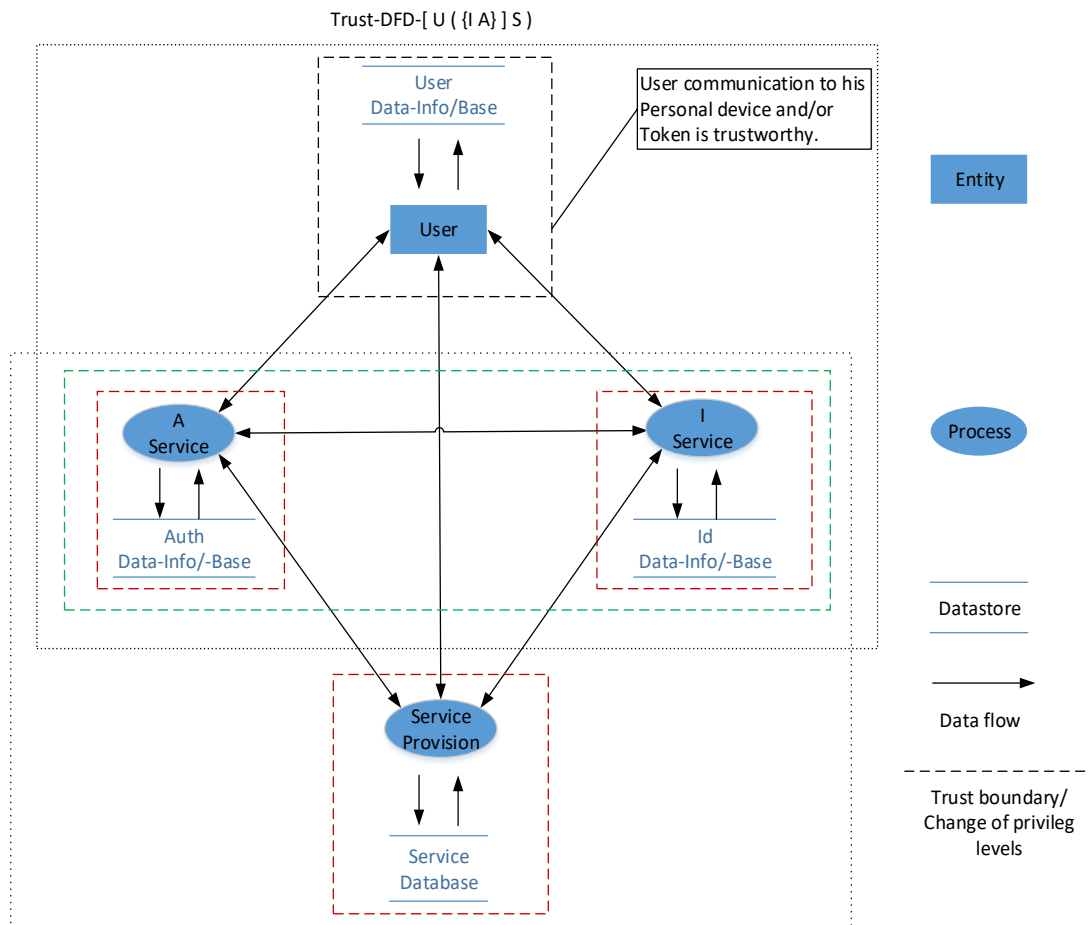 Trust-DFD-[ U ( {I A} ] S )
User
Data-Info/Base
User communication to his
Personal device and/or
Token is trustworthy.
User
Entity
A
Service
I
Service
Process
Auth
Data-Info/-Base
Id
Data-Info/-Base
Datastore
Data flow
Service
Provision
Trust boundary/
Change of privileg
levels
Service
Database